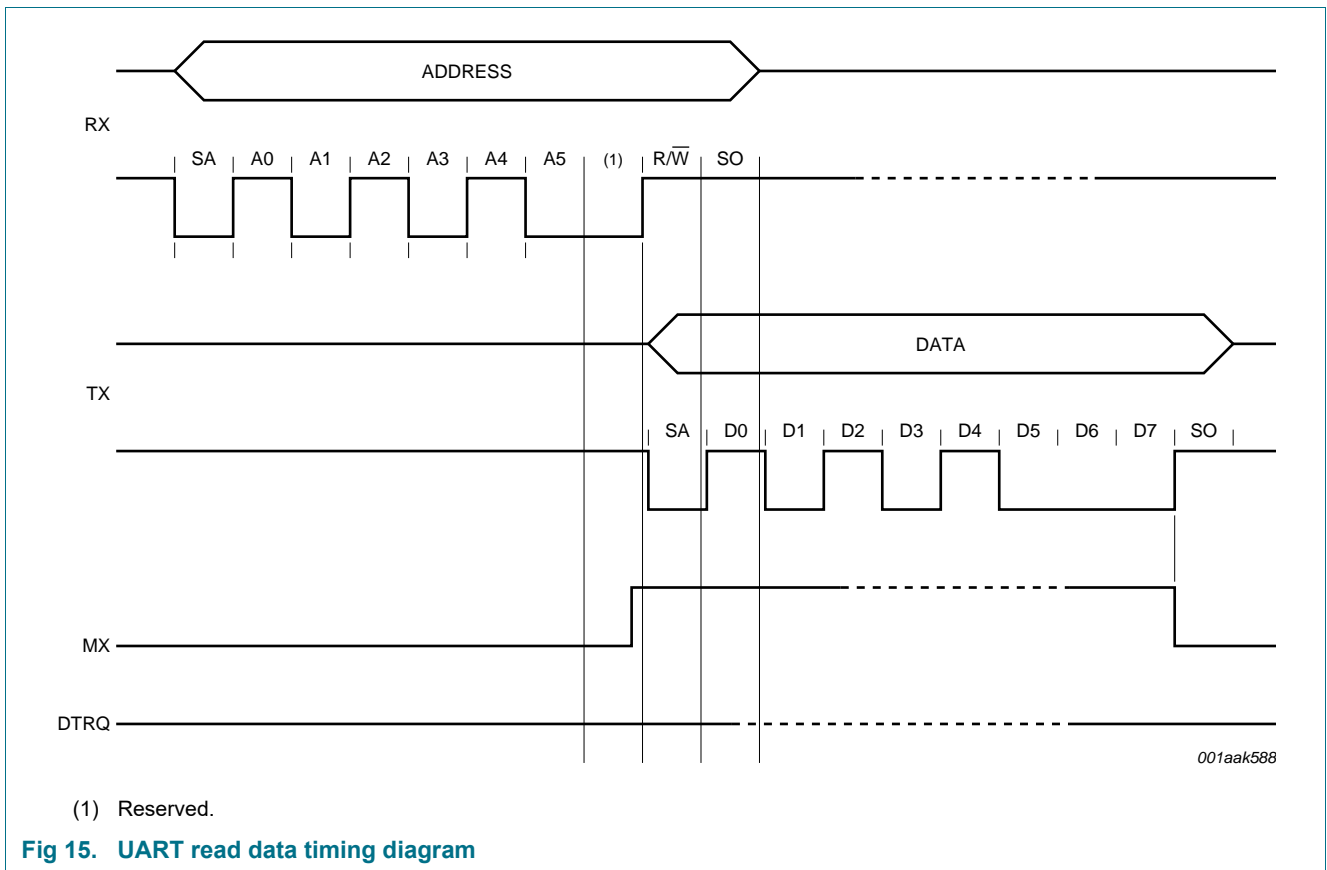 ADDRESS
RX
SA A0 A1 A2 A3 A4 A5 (1) R/W̅ SO
DATA
TX
SA D0 D1 D2 D3 D4 D5 D6 D7 SO
MX
DTRQ
001aak588
(1) Reserved.
Fig 15. UART read data timing diagram